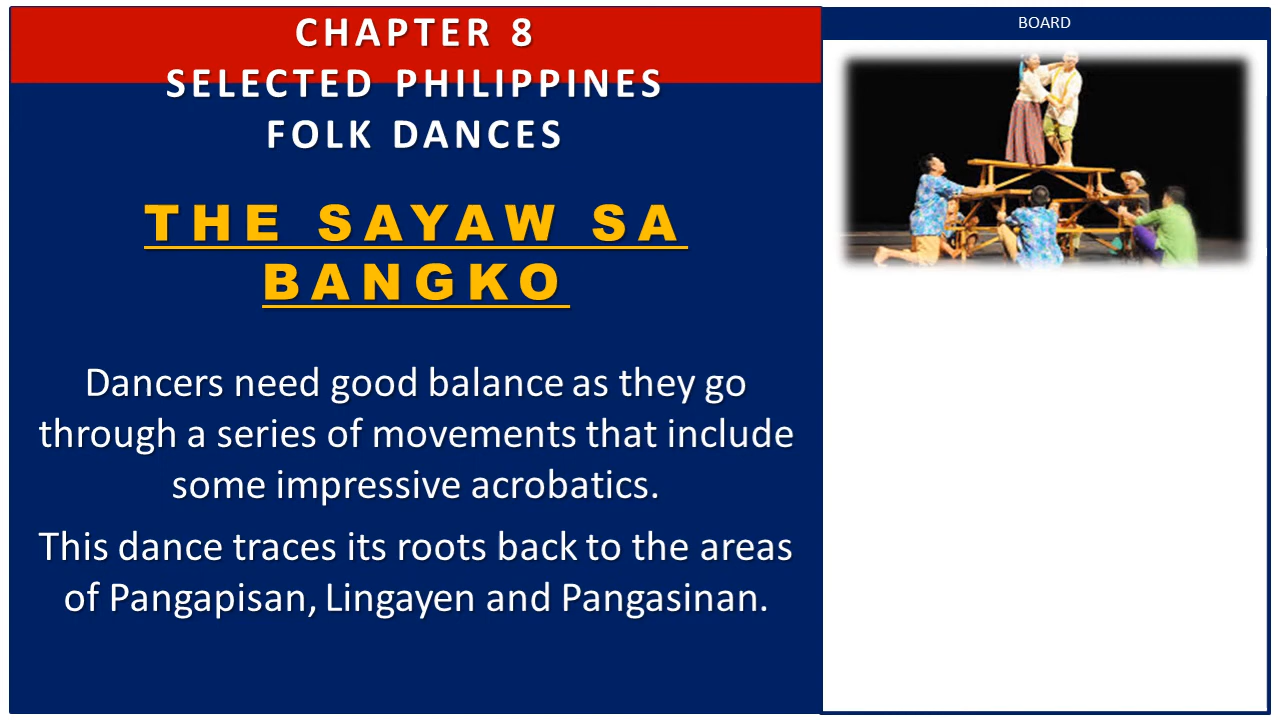 CHAPTER 8
SELECTED PHILIPPINES
FOLK DANCES
THE SAYAW SA
BANGKO
Dancers need good balance as they go
through a series of movements that include
some impressive acrobatics.
This dance traces its roots back to the areas
of Pangapisan, Lingayen and Pangasinan.
BOARD